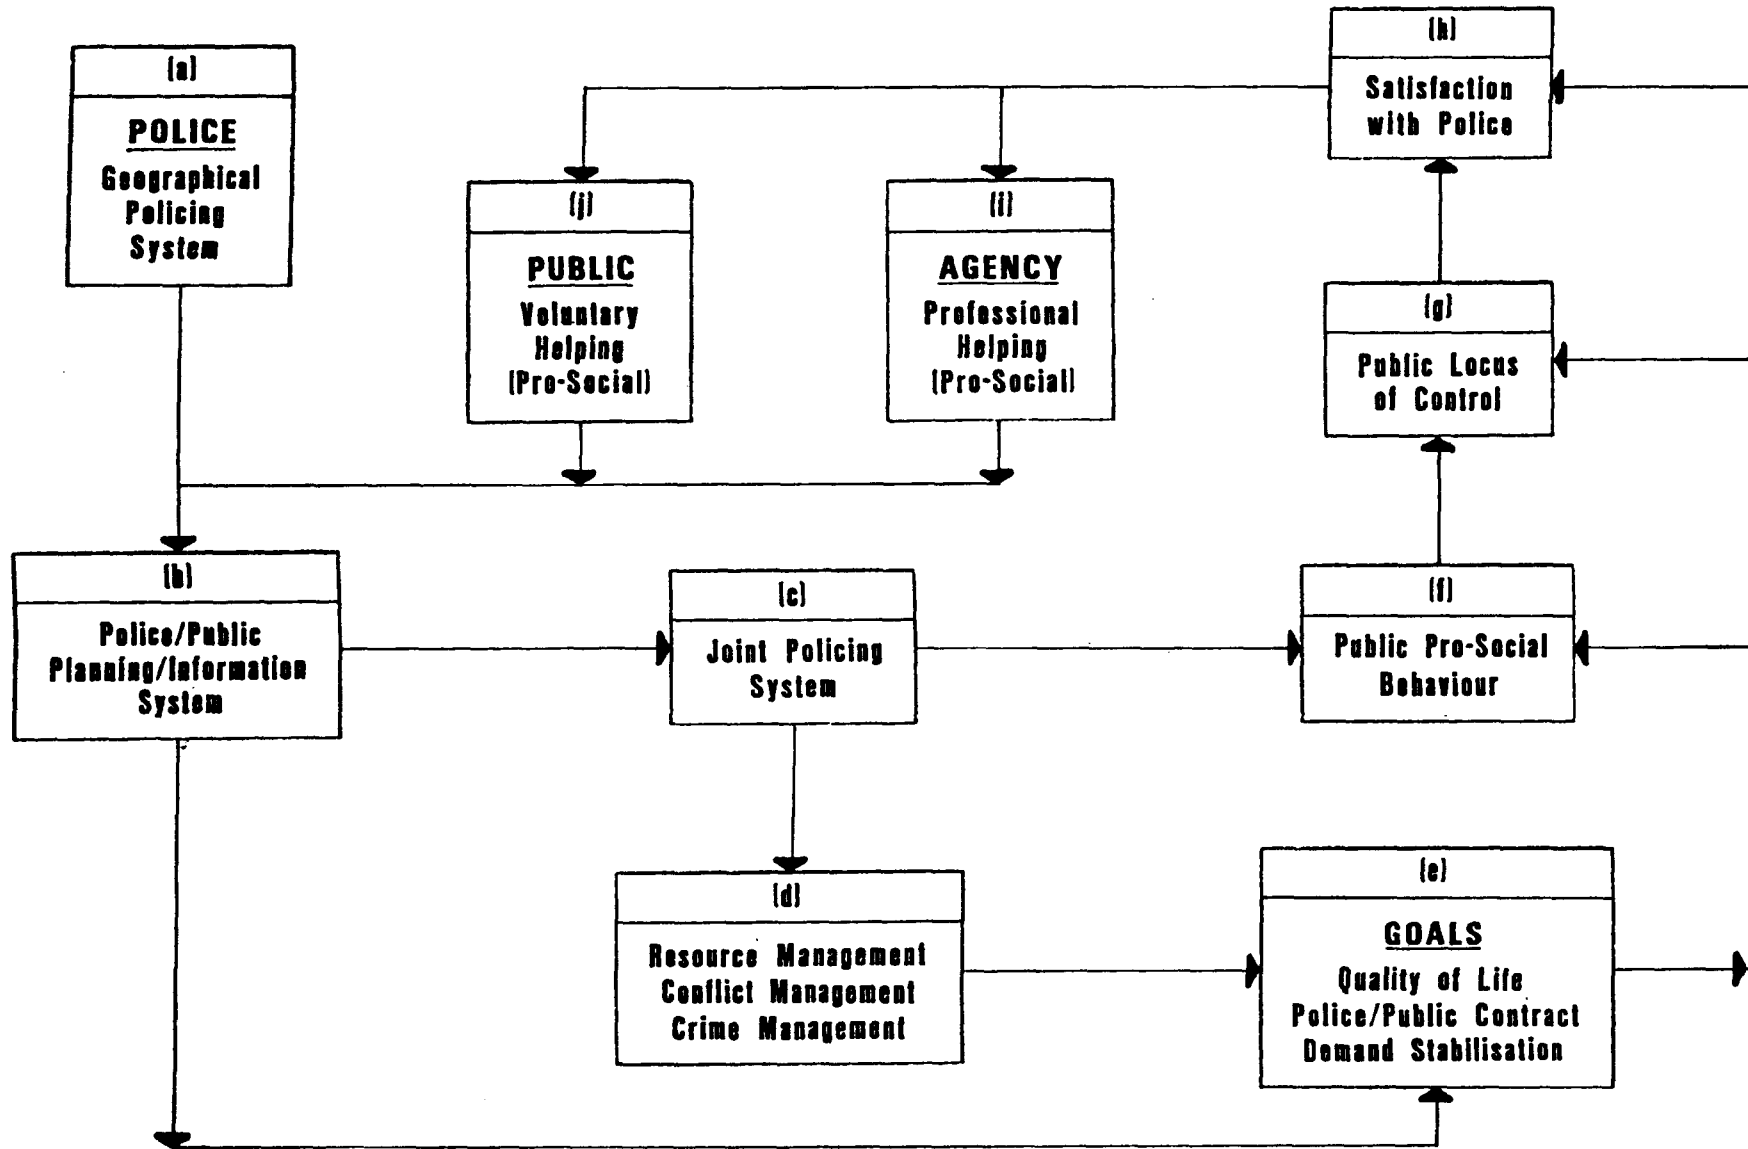 (a)
POLICE
Geographical
Policing
System
(j)
PUBLIC
Voluntary
Helping
(Pro-Social)
(i)
AGENCY
Professional
Helping
(Pro-Social)
(h)
Satisfaction
with Police
(g)
Public Locus
of Control
(b)
Police/Public
Planning/Information
System
(c)
Joint Policing
System
(f)
Public Pro-Social
Behaviour
(d)
Resource Management
Conflict Management
Crime Management
(e)
GOALS
Quality of Life
Police/Public Contract
Demand Stabilisation